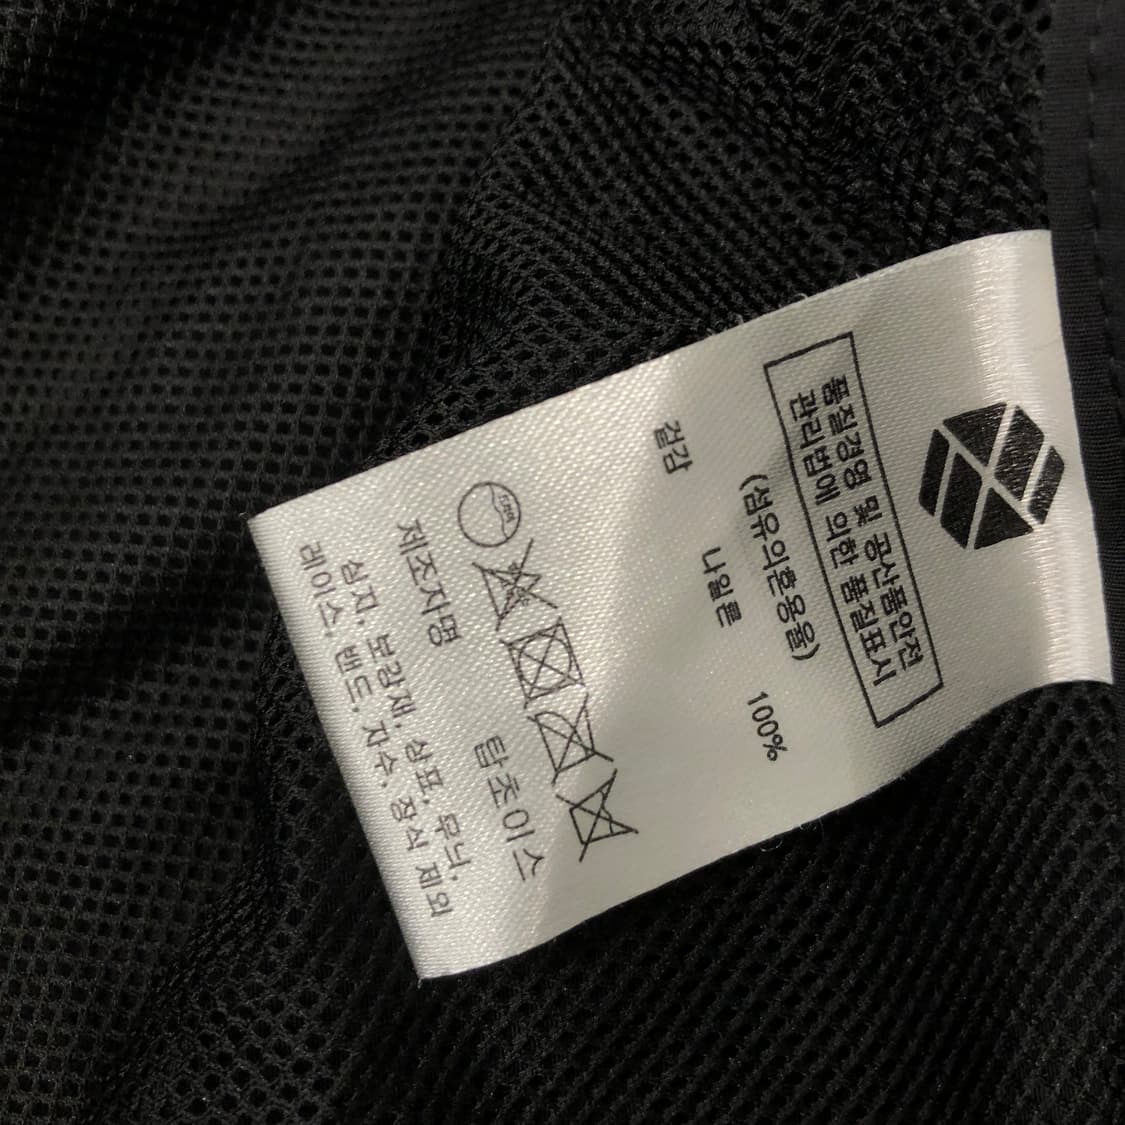 품질경영 및 공산품안전
관리법에 의한 품질표시
(섬유의혼용율)
겉감 나일론 100%
제조자명 탑초이스
심지, 보강재, 상표, 무늬,
레이스, 밴드, 자수, 장식 제외